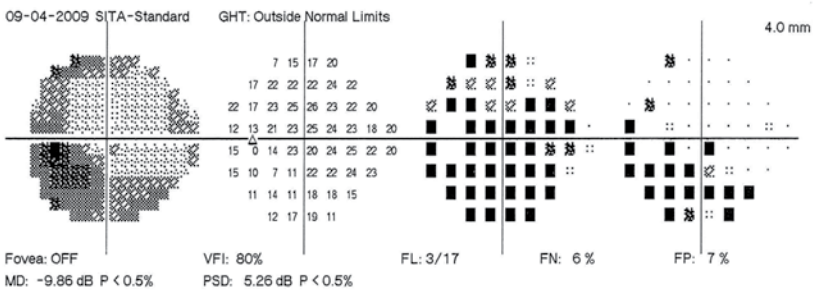 09-04-2009 SITA-Standard GHT: Outside Normal Limits
4.0 mm
7 15 17 20
17 22 22 22 24 22
22 17 23 25 26 23 22 20
12 13 21 23 25 24 23 18 20
15 0 14 23 20 24 25 22 20
15 10 7 11 22 22 24 23
11 14 11 18 18 15
12 17 19 11
Fovea: OFF VFI: 80% FL: 3/17 FN: 6 % FP: 7 %
MD: -9.86 dB P < 0.5% PSD: 5.26 dB P < 0.5%